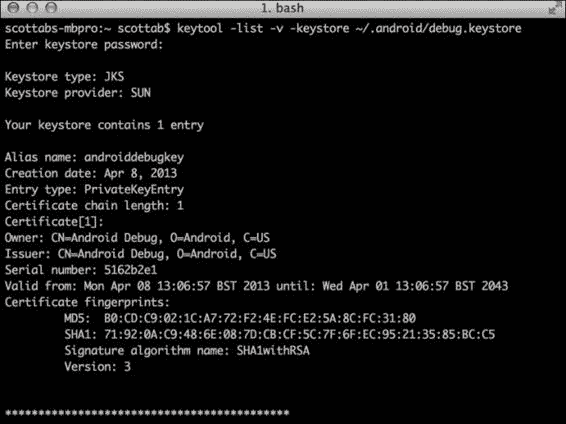 1. bash
scottabs-mbpro:~ scottab$ keytool -list -v -keystore ~/.android/debug.keystore
Enter keystore password:
Keystore type: JKS
Keystore provider: SUN
Your keystore contains 1 entry
Alias name: androiddebugkey
Creation date: Apr 8, 2013
Entry type: PrivateKeyEntry
Certificate chain length: 1
Certificate[1]:
Owner: CN=Android Debug, O=Android, C=US
Issuer: CN=Android Debug, O=Android, C=US
Serial number: 5162b2e1
Valid from: Mon Apr 08 13:06:57 BST 2013 until: Wed Apr 01 13:06:57 BST 2043
Certificate fingerprints:
MD5: B0:CD:C9:02:1C:A7:72:F2:4E:FC:E2:5A:8C:FC:31:80
SHA1: 71:92:0A:C9:48:6E:08:7D:CB:CF:5C:7F:6F:EC:95:21:35:85:BC:C5
Signature algorithm name: SHA1withRSA
Version: 3
*******************************************